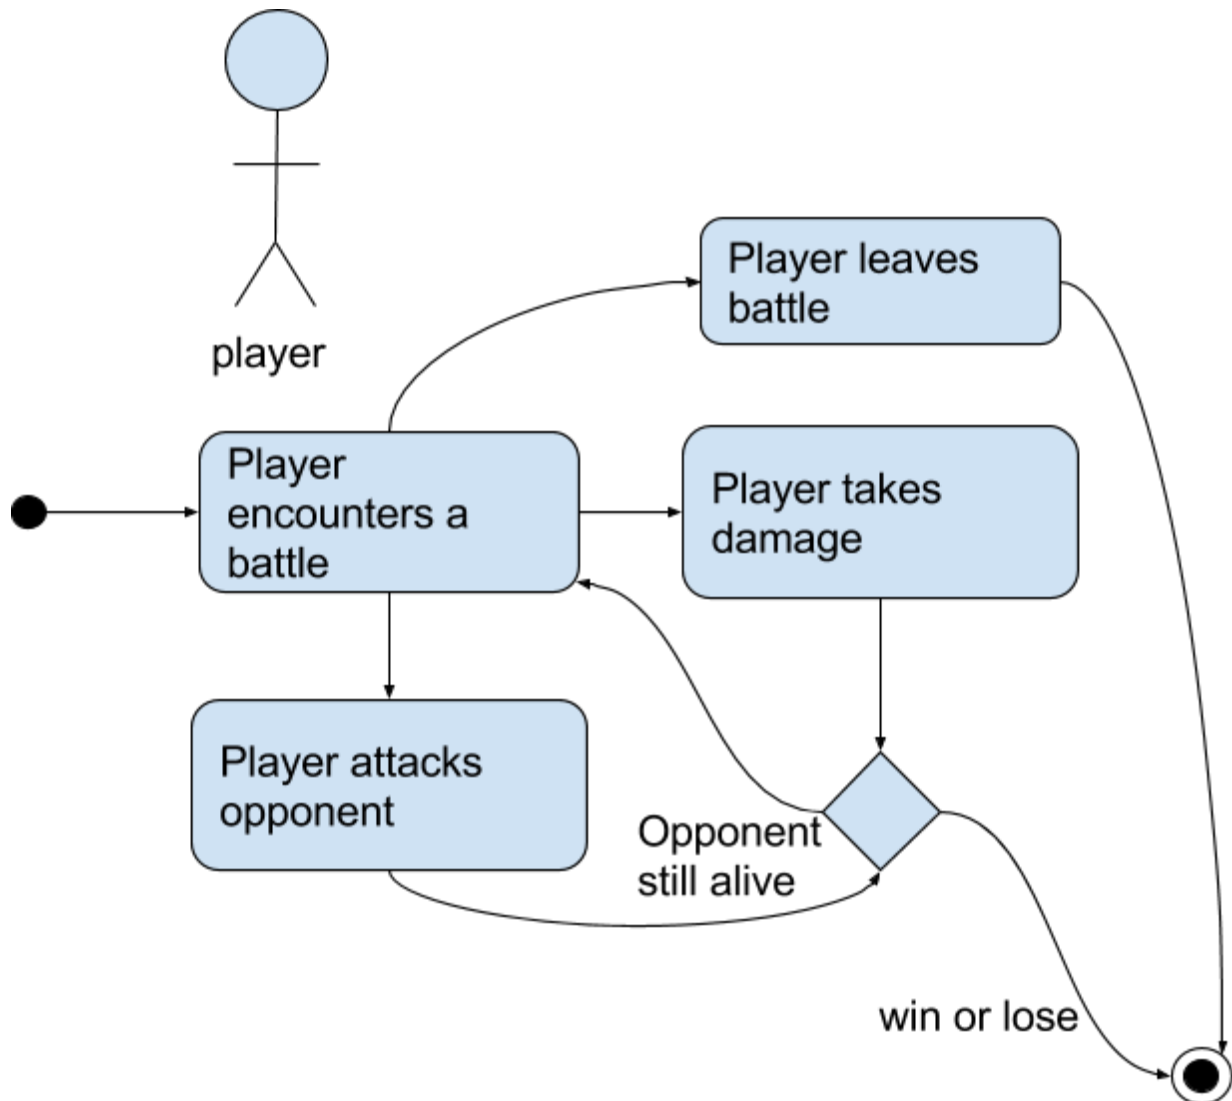 player
Player leaves
battle
Player
encounters a
battle
Player takes
damage
Player attacks
opponent
Opponent
still alive
win or lose